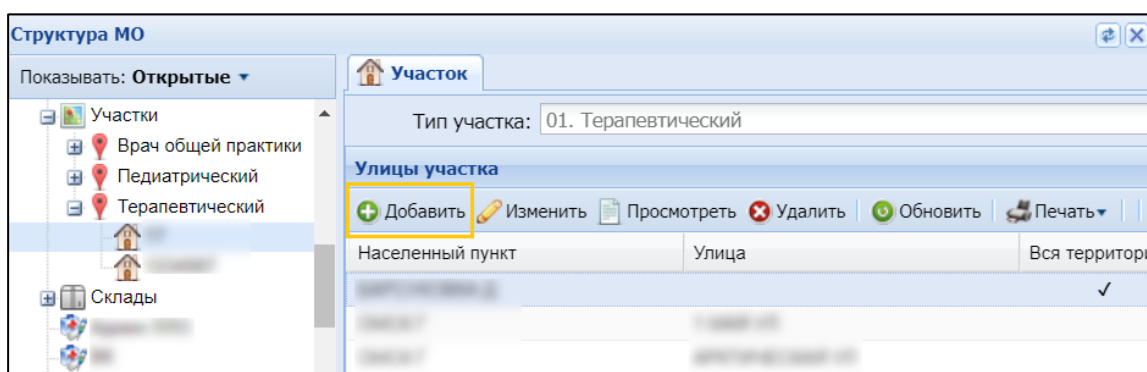 Структура МО
Показывать: Открытые
Участки
Врач общей практики
Педиатрический
Терапевтический
Склады
Участок
Тип участка: 01. Терапевтический
Улицы участка
Добавить Изменить Просмотреть Удалить Обновить Печать
Населенный пункт Улица Вся территори